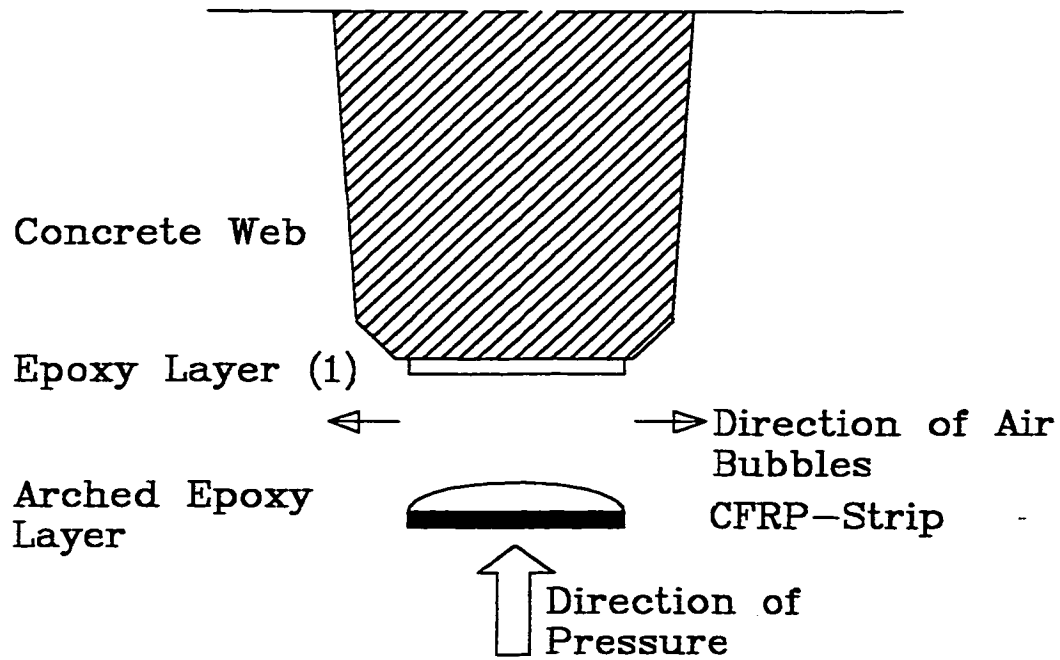 Concrete Web
Epoxy Layer (1)
Direction of Air
Bubbles
Arched Epoxy
Layer
CFRP-Strip
Direction of
Pressure